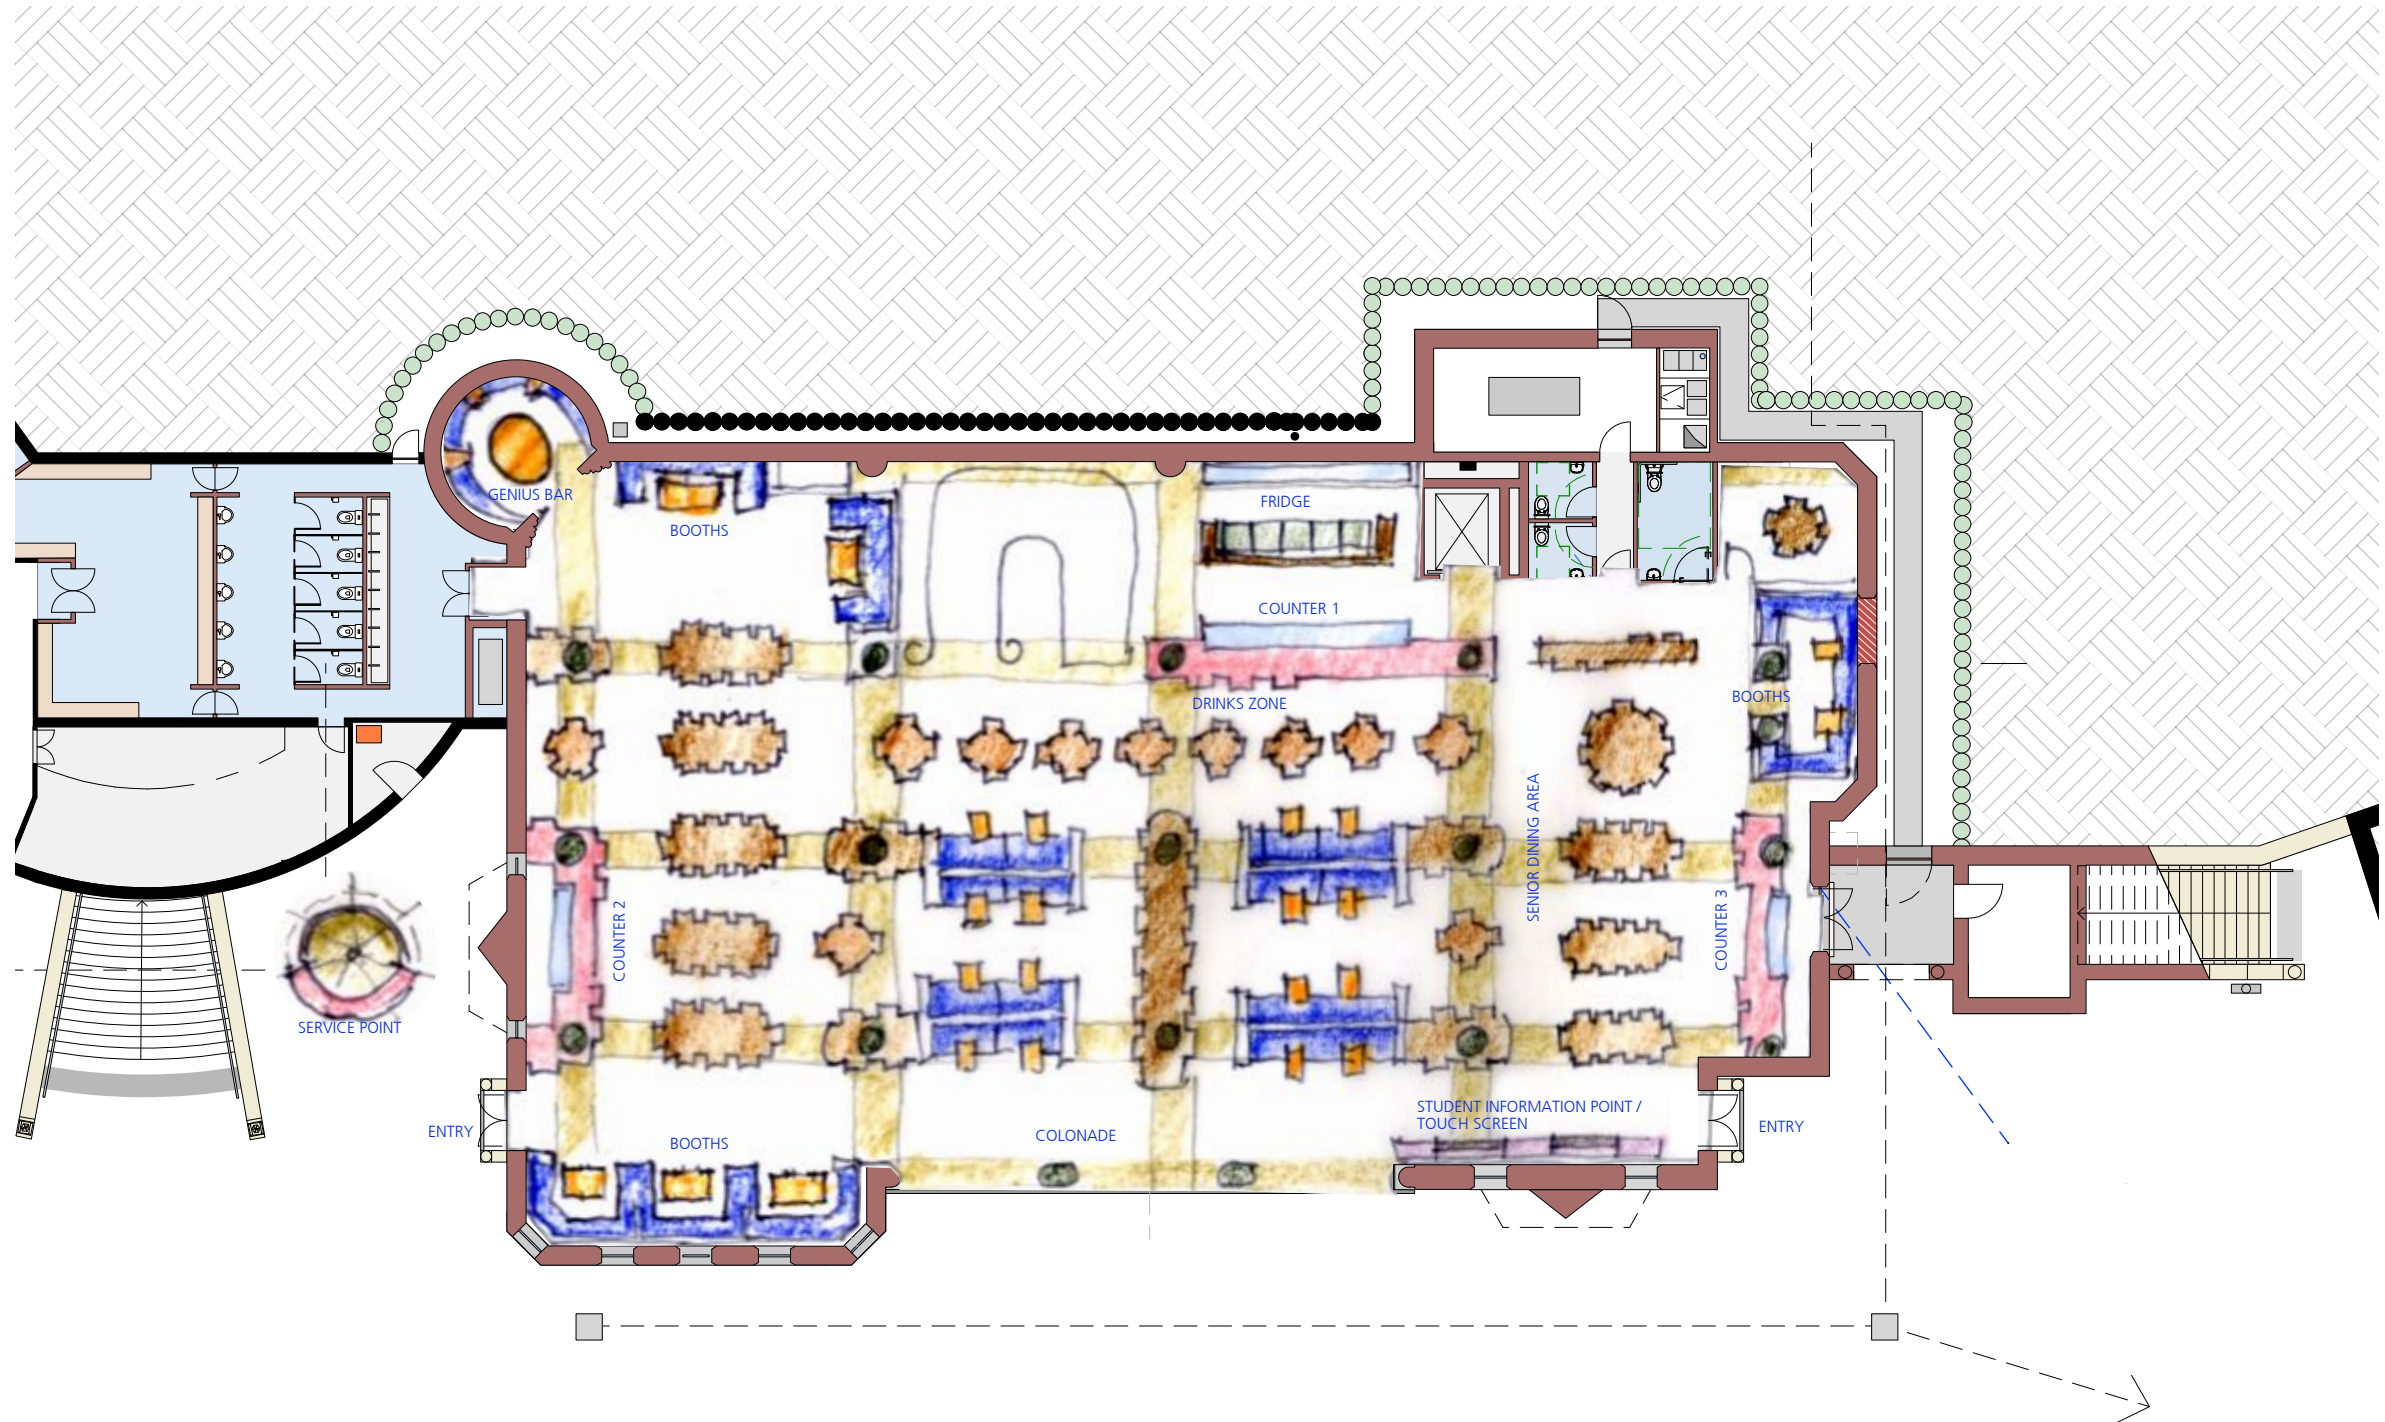 GENIUS BAR
BOOTHS
FRIDGE
COUNTER 1
DRINKS ZONE
BOOTHS
SENIOR DINING AREA
COUNTER 2
COUNTER 3
SERVICE POINT
STUDENT INFORMATION POINT /
TOUCH SCREEN
ENTRY
BOOTHS
COLONADE
ENTRY